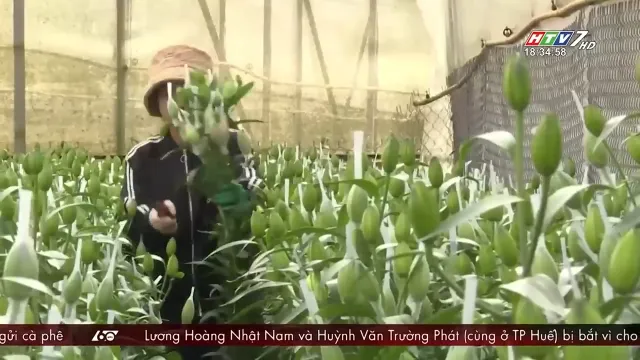 HTV7 HD
18:34:58
gửi cà phê 60 Lương Hoàng Nhật Nam và Huỳnh Văn Trường Phát (cùng ở TP Huế) bị bắt vì cho